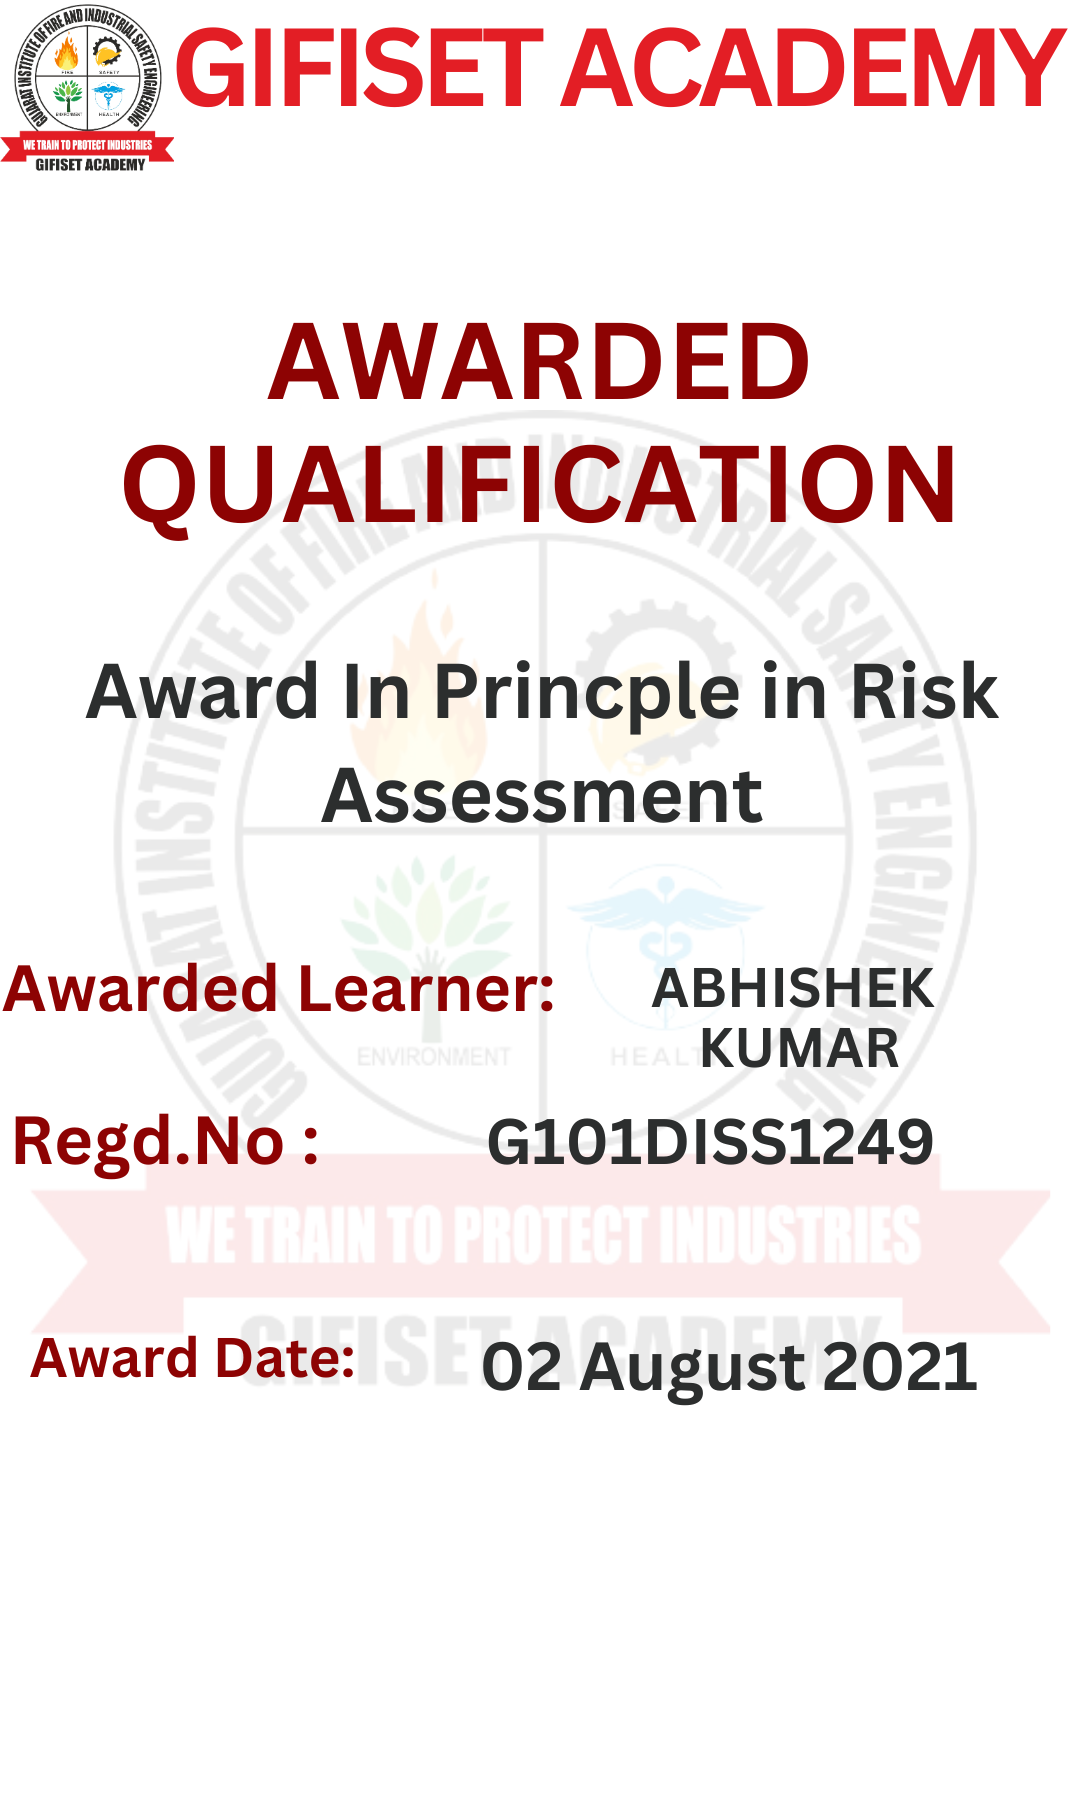 GUJARAT INSTITUTE OF FIRE AND INDUSTRIAL SAFETY ENGINEERING
FIRE SAFETY
ENVIRONMENT HEALTH
WE TRAIN TO PROTECT INDUSTRIES
GIFISET ACADEMY
GIFISET ACADEMY
AWARDED
QUALIFICATION
GUJARAT INSTITUTE OF FIRE AND INDUSTRIAL SAFETY ENGINEERING
Award In Princple in Risk
Assessment
Awarded Learner: ABHISHEK
KUMAR
ENVIRONMENT HEALTH
Regd.No : G101DISS1249
WE TRAIN TO PROTECT INDUSTRIES
GIFISET ACADEMY
Award Date: 02 August 2021